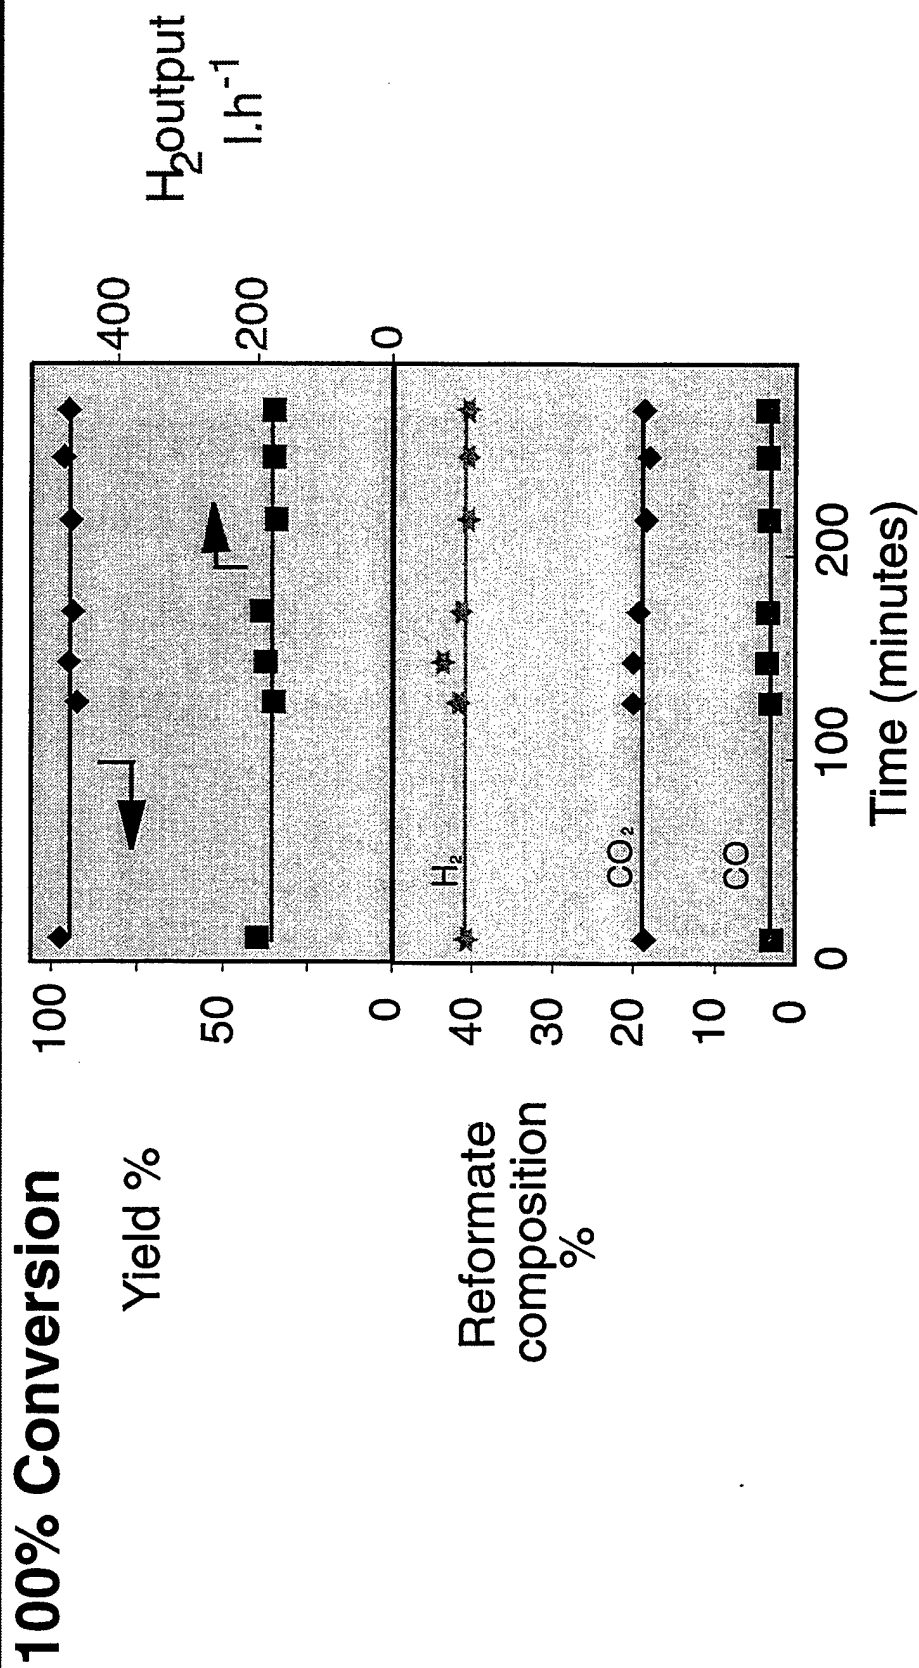 100% Conversion
Yield %
H₂output
l.h⁻¹
100
50
0
400
200
0
Reformate
composition
%
40
30
20
10
0
H₂
CO₂
CO
0
100
200
Time (minutes)